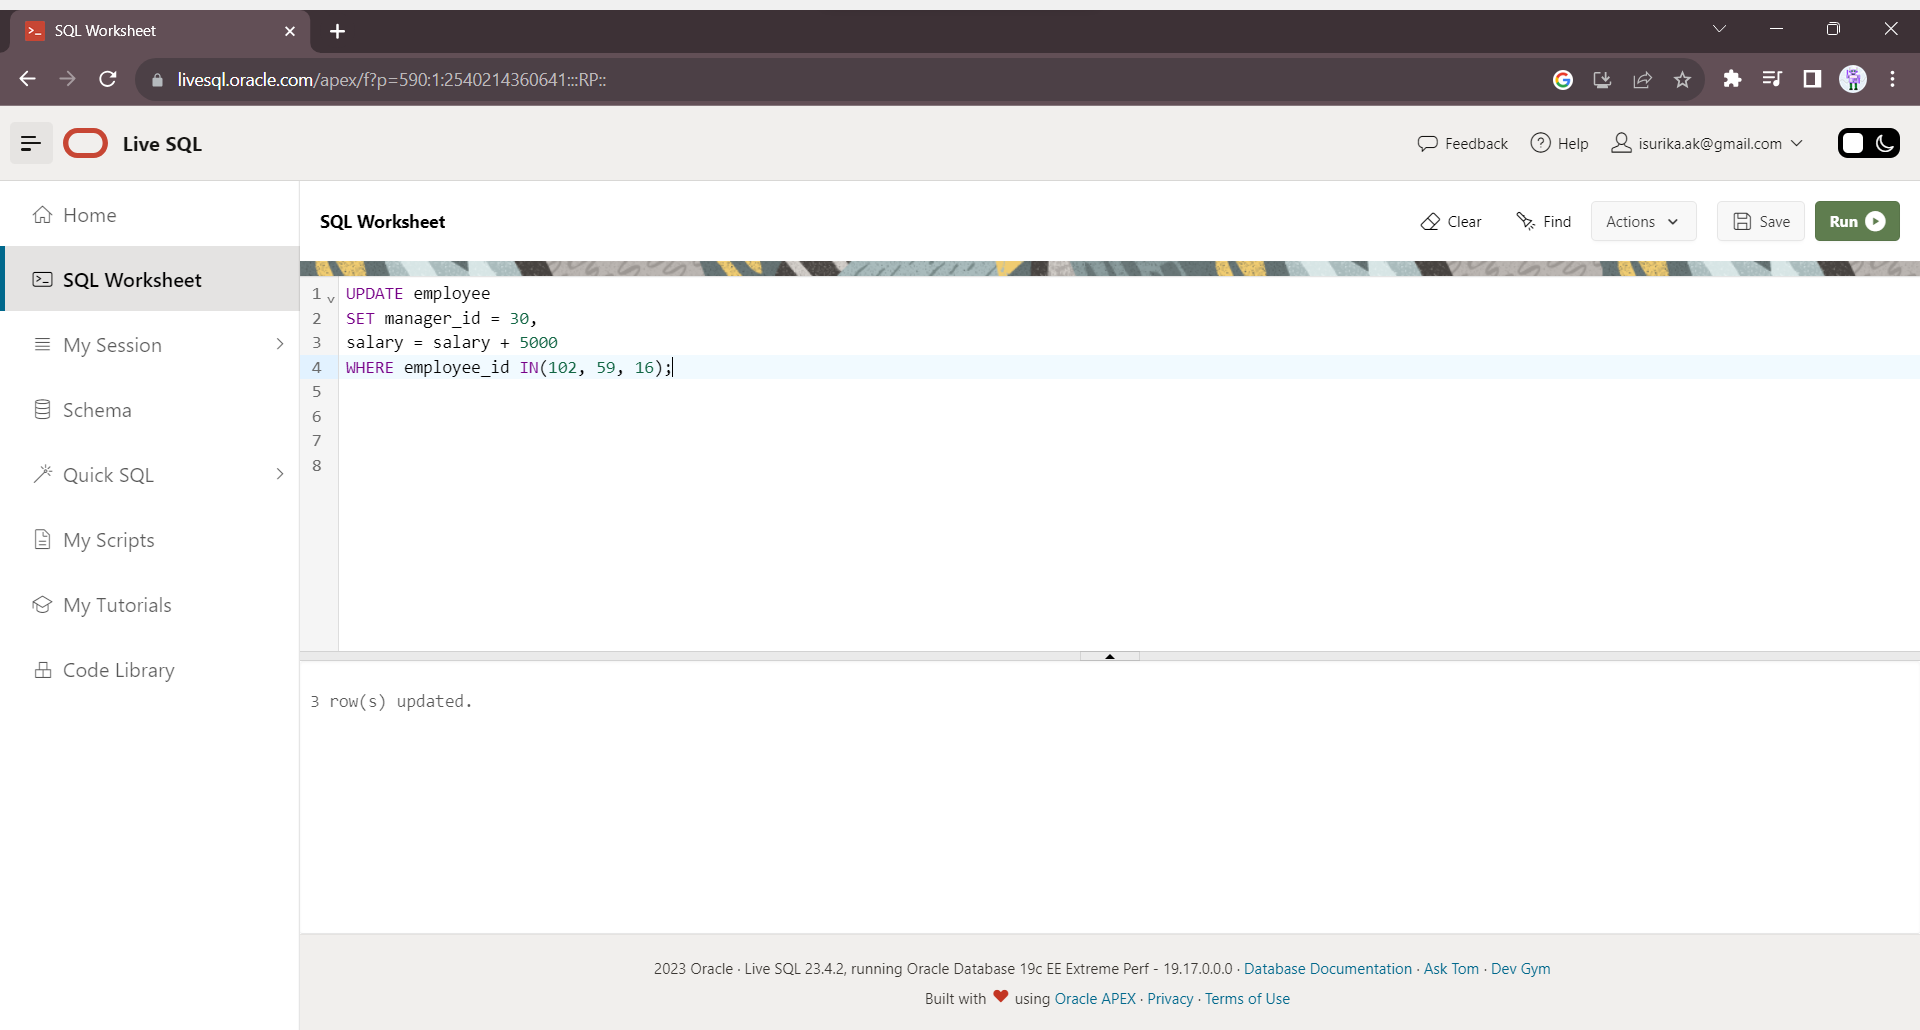 SQL Worksheet
livesql.oracle.com/apex/f?p=590:1:2540214360641:::RP::
Live SQL
Feedback
Help
isurika.ak@gmail.com
Home
SQL Worksheet
My Session
Schema
Quick SQL
My Scripts
My Tutorials
Code Library
SQL Worksheet
Clear
Find
Actions
Save
Run
1 UPDATE employee
2 SET manager_id = 30,
3 salary = salary + 5000
4 WHERE employee_id IN(102, 59, 16);
5
6
7
8
3 row(s) updated.
2023 Oracle · Live SQL 23.4.2, running Oracle Database 19c EE Extreme Perf - 19.17.0.0.0 · Database Documentation · Ask Tom · Dev Gym
Built with ♥ using Oracle APEX · Privacy · Terms of Use